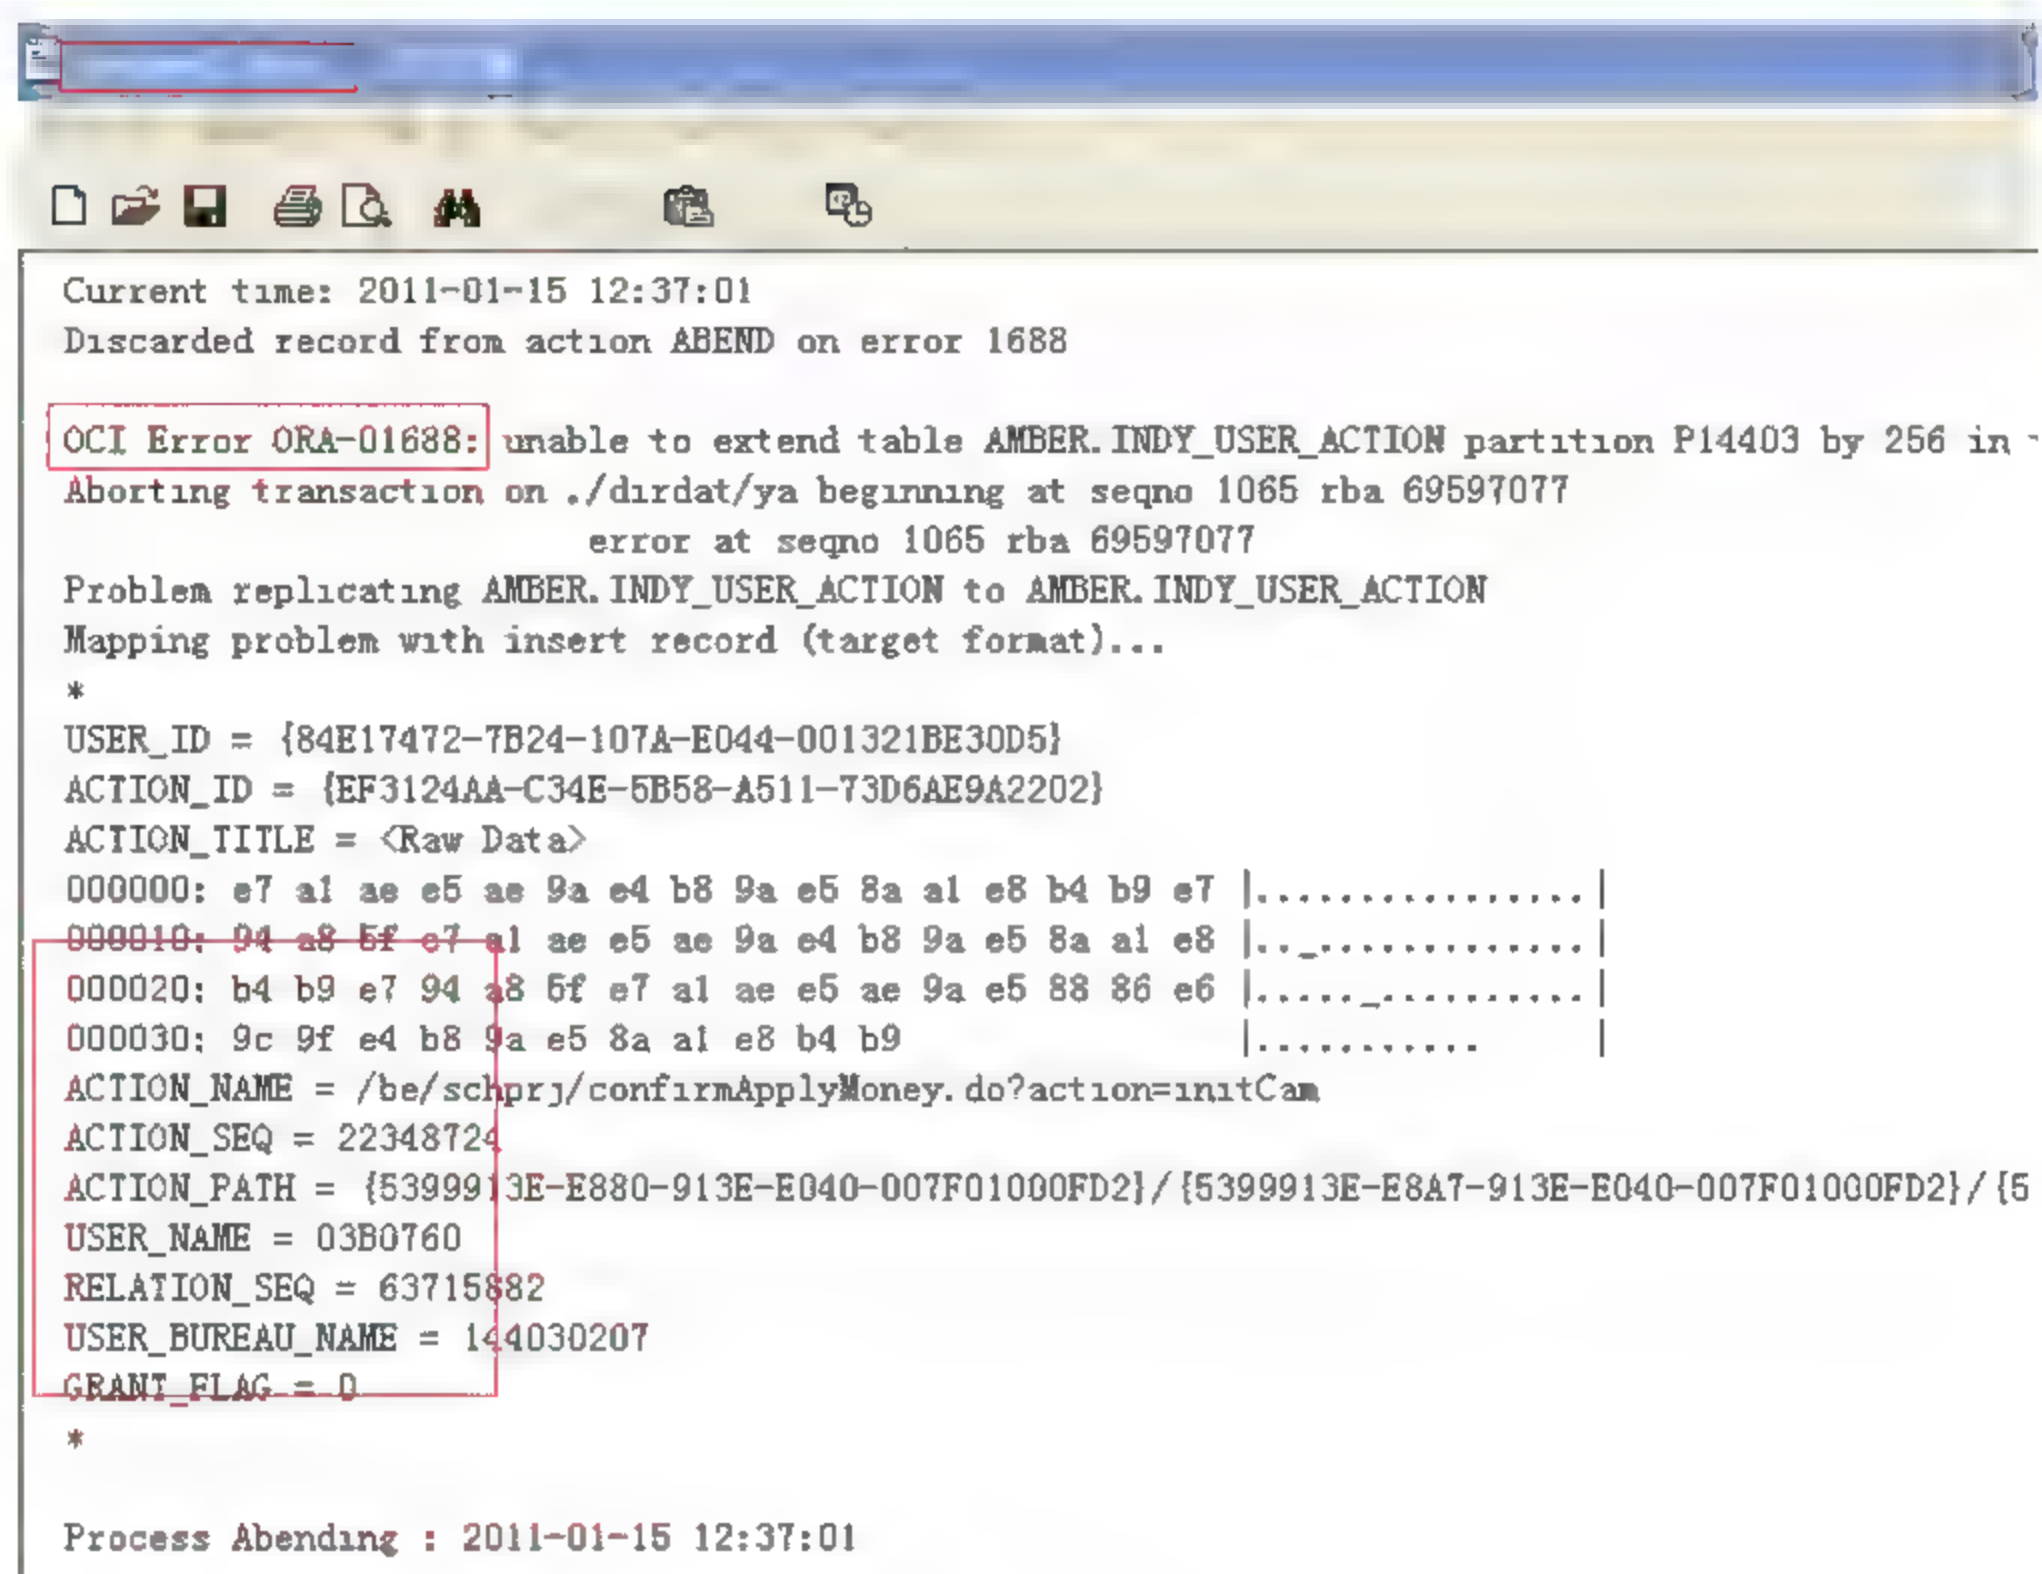 Current time: 2011-01-15 12:37:01
Discarded record from action ABEND on error 1688
OCI Error ORA-01688: unable to extend table AMBER.INDY_USER_ACTION partition P14403 by 256 in
Aborting transaction on ./dirdat/ya beginning at seqno 1065 rba 69597077
error at seqno 1065 rba 69597077
Problem replicating AMBER.INDY_USER_ACTION to AMBER.INDY_USER_ACTION
Mapping problem with insert record (target format)...
*
USER_ID = {84E17472-7B24-107A-E044-001321BE30D5}
ACTION_ID = {EF3124AA-C34E-5B58-A511-73D6AE9A2202}
ACTION_TITLE = <Raw Data>
000000: e7 a1 ae e5 ae 9a e4 b8 9a e5 8a a1 e8 b4 b9 e7 |................|
000010: 94 a8 5f e7 a1 ae e5 ae 9a e4 b8 9a e5 8a a1 e8 |.._.............|
000020: b4 b9 e7 94 a8 5f e7 a1 ae e5 ae 9a e5 88 86 e6 |....._..........|
000030: 9c 9f e4 b8 9a e5 8a a1 e8 b4 b9 |........... |
ACTION_NAME = /be/schprj/confirmApplyMoney.do?action=initCam
ACTION_SEQ = 22348724
ACTION_PATH = {5399913E-E880-913E-E040-007F01000FD2}/{5399913E-E8A7-913E-E040-007F01000FD2}/{5
USER_NAME = 03B0760
RELATION_SEQ = 63715882
USER_BUREAU_NAME = 144030207
GRANT_FLAG = 0
*
Process Abending : 2011-01-15 12:37:01